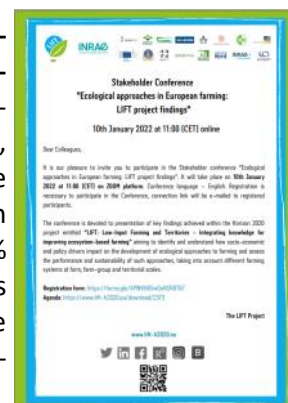 LIFT
INRAE
Stakeholder Conference
"Ecological approaches in European farming:
LIFT project findings"
10th January 2022 at 11:00 (CET) online
Dear Colleagues,
It is our pleasure to invite you to participate in the Stakeholder conference "Ecological
approaches in European farming: LIFT project findings". It will take place on 10th January
2022 at 11:00 (CET) on ZOOM platform. Conference language – English. Registration is
necessary to participate in the Conference, connection link will be e-mailed to registered
participants.
The conference is devoted to presentation of key findings achieved within the Horizon 2020
project entitled "LIFT: Low-Input Farming and Territories – Integrating knowledge for
improving ecosystem-based farming" aiming to identify and understand how socio-economic
and policy drivers impact on the development of ecological approaches to farming and assess
the performance and sustainability of such approaches, taking into account different farming
systems at farm, farm-group and territorial scales.
Registration form:
Agenda:
The LIFT Project
www.lift-h2020.eu